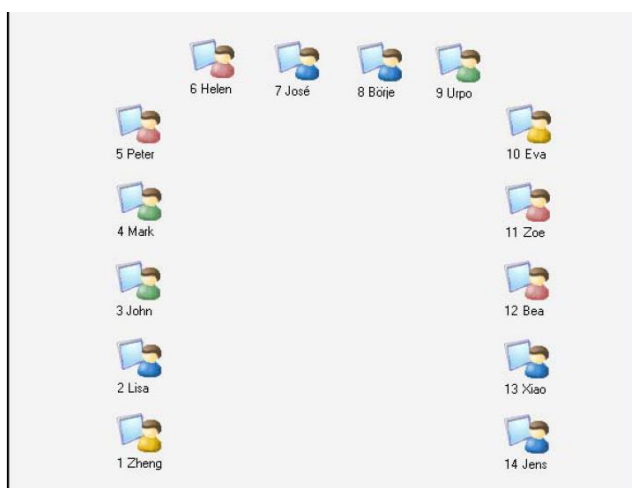 6 Helen
7 José
8 Börje
9 Urpo
5 Peter
10 Eva
4 Mark
11 Zoe
3 John
12 Bea
2 Lisa
13 Xiao
1 Zheng
14 Jens